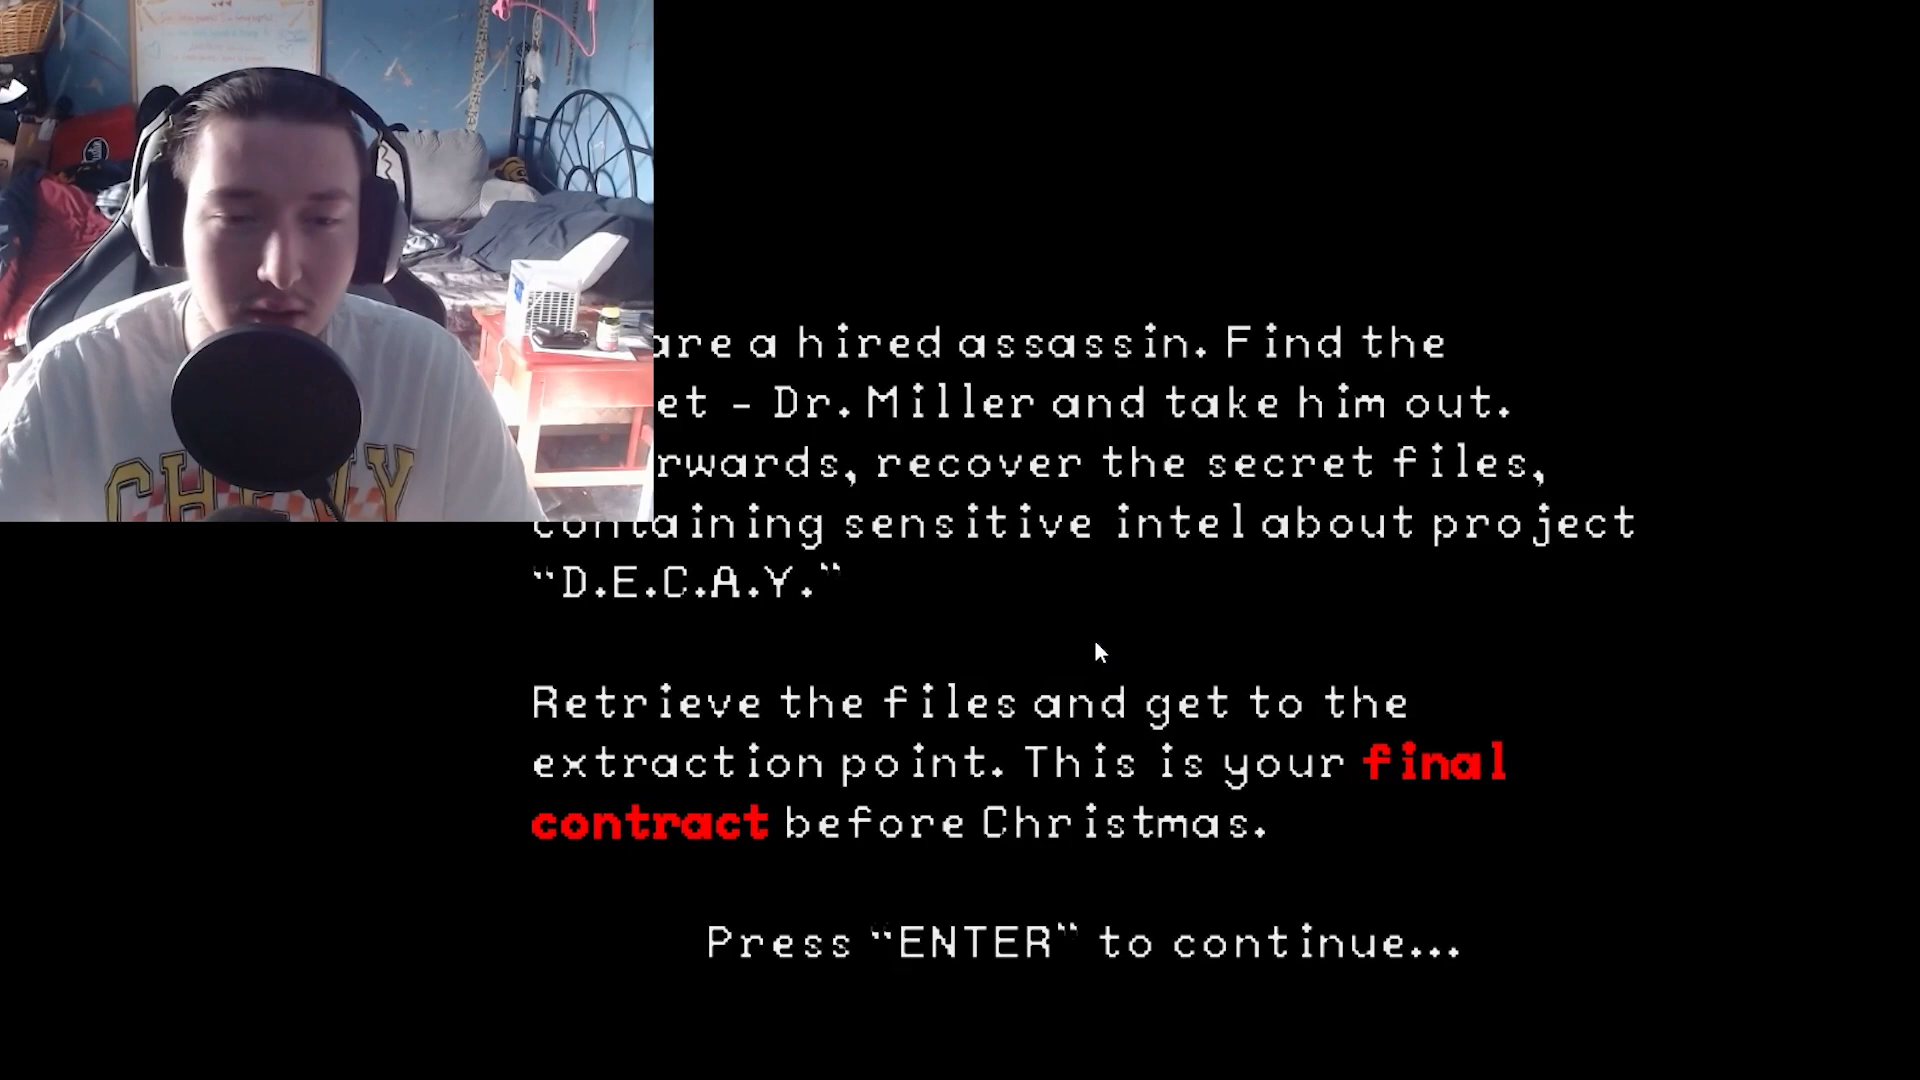 are a hired assassin. Find the
et - Dr. Miller and take him out.
rwards, recover the secret files,
containing sensitive intel about project
“D.E.C.A.Y.”
Retrieve the files and get to the
extraction point. This is your final
contract before Christmas.
Press “ENTER” to continue...